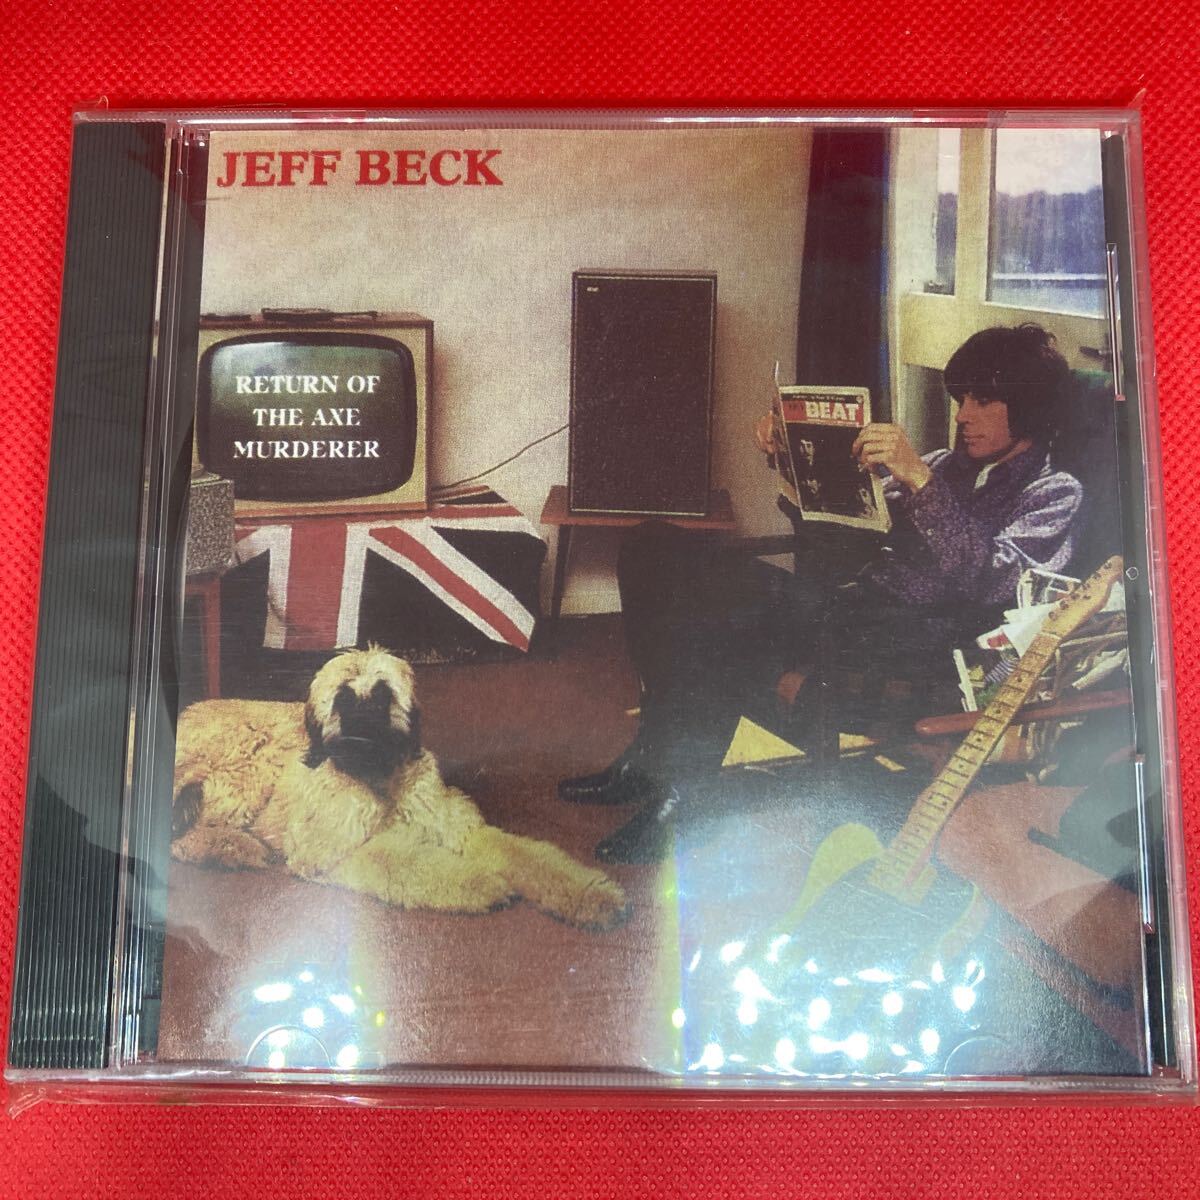 JEFF BECK
RETURN OF
THE AXE
MURDERER
BEAT